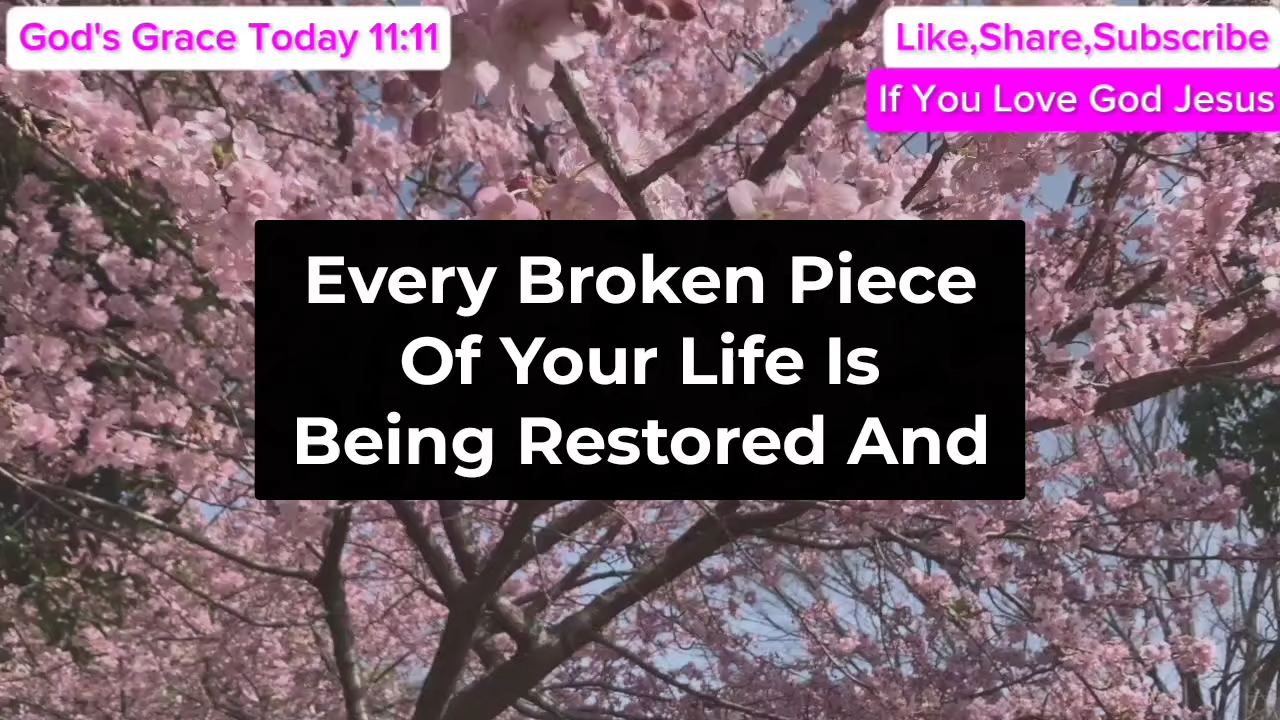 God's Grace Today 11:11
Like,Share,Subscribe
If You Love God Jesus
Every Broken Piece
Of Your Life Is
Being Restored And